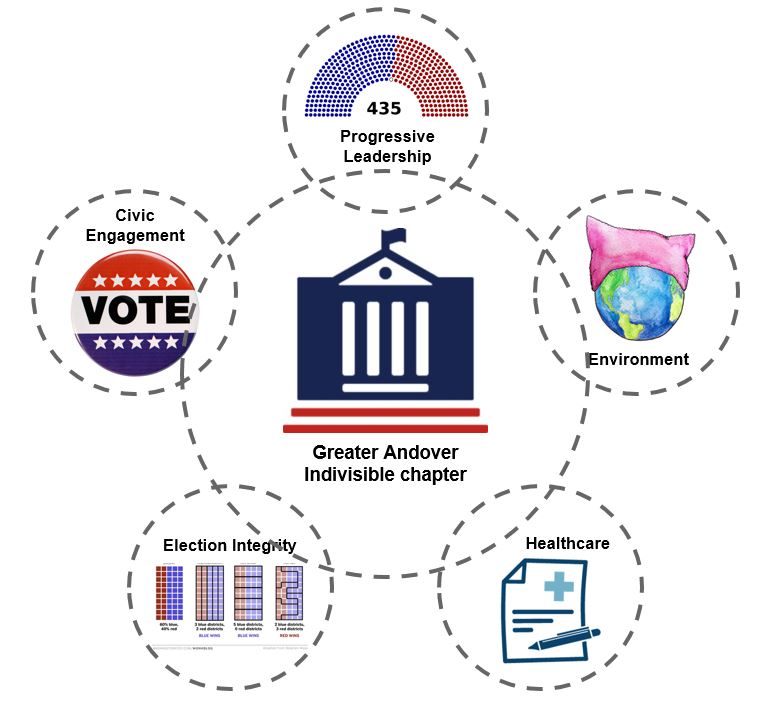 435
Progressive
Leadership
Civic
Engagement
VOTE
Environment
Greater Andover
Indivisible chapter
Election Integrity
Healthcare
60% blue,
40% red
3 blue districts,
2 red districts
5 blue districts,
0 red districts
2 blue districts,
3 red districts
BLUE WINS
BLUE WINS
RED WINS